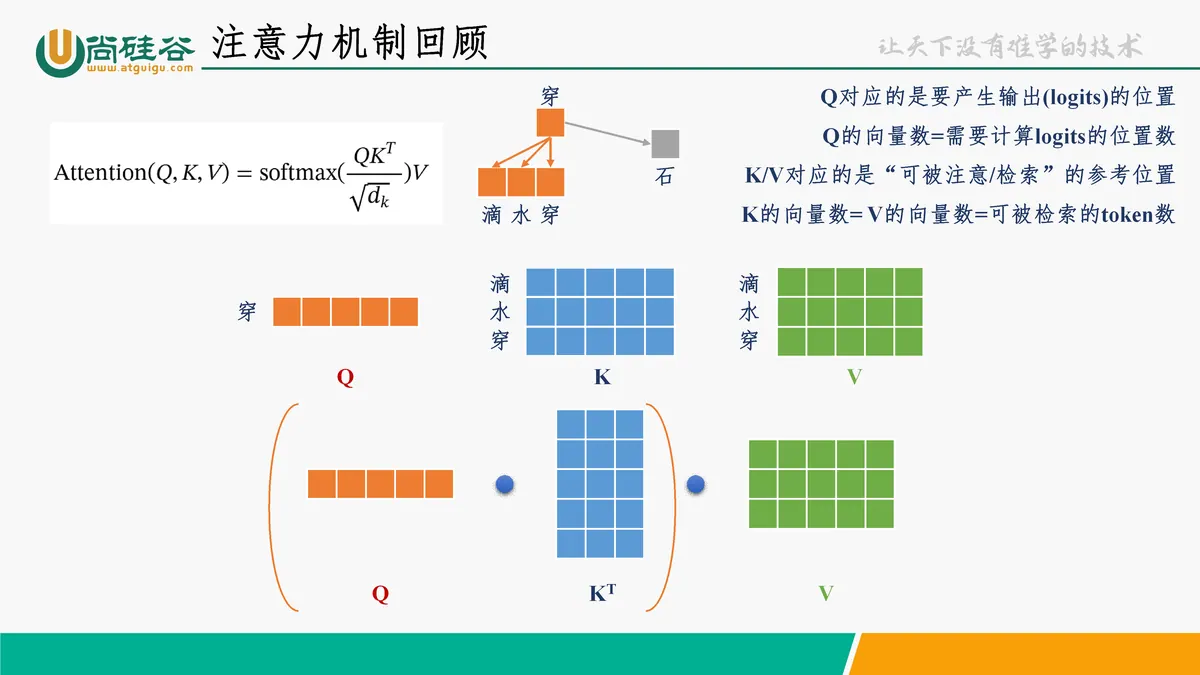 尚硅谷
www.atguigu.com
注意力机制回顾
让天下没有难学的技术
Attention(Q, K, V) = softmax(\frac{QK^T}{\sqrt{d_k}})V
穿
石
滴 水 穿
Q对应的是要产生输出(logits)的位置
Q的向量数=需要计算logits的位置数
K/V对应的是“可被注意/检索”的参考位置
K的向量数= V的向量数=可被检索的token数
穿
Q
滴
水
穿
K
滴
水
穿
V
Q
K^T
V